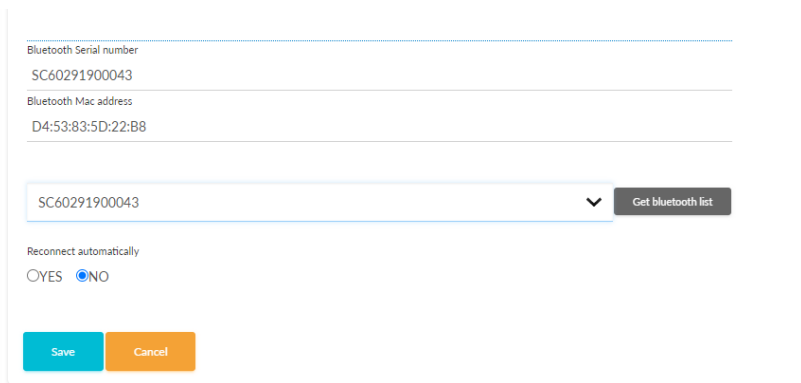 Bluetooth Serial number
SC60291900043
Bluetooth Mac address
D4:53:83:5D:22:B8
SC60291900043
Get bluetooth list
Reconnect automatically
YES NO
Save Cancel